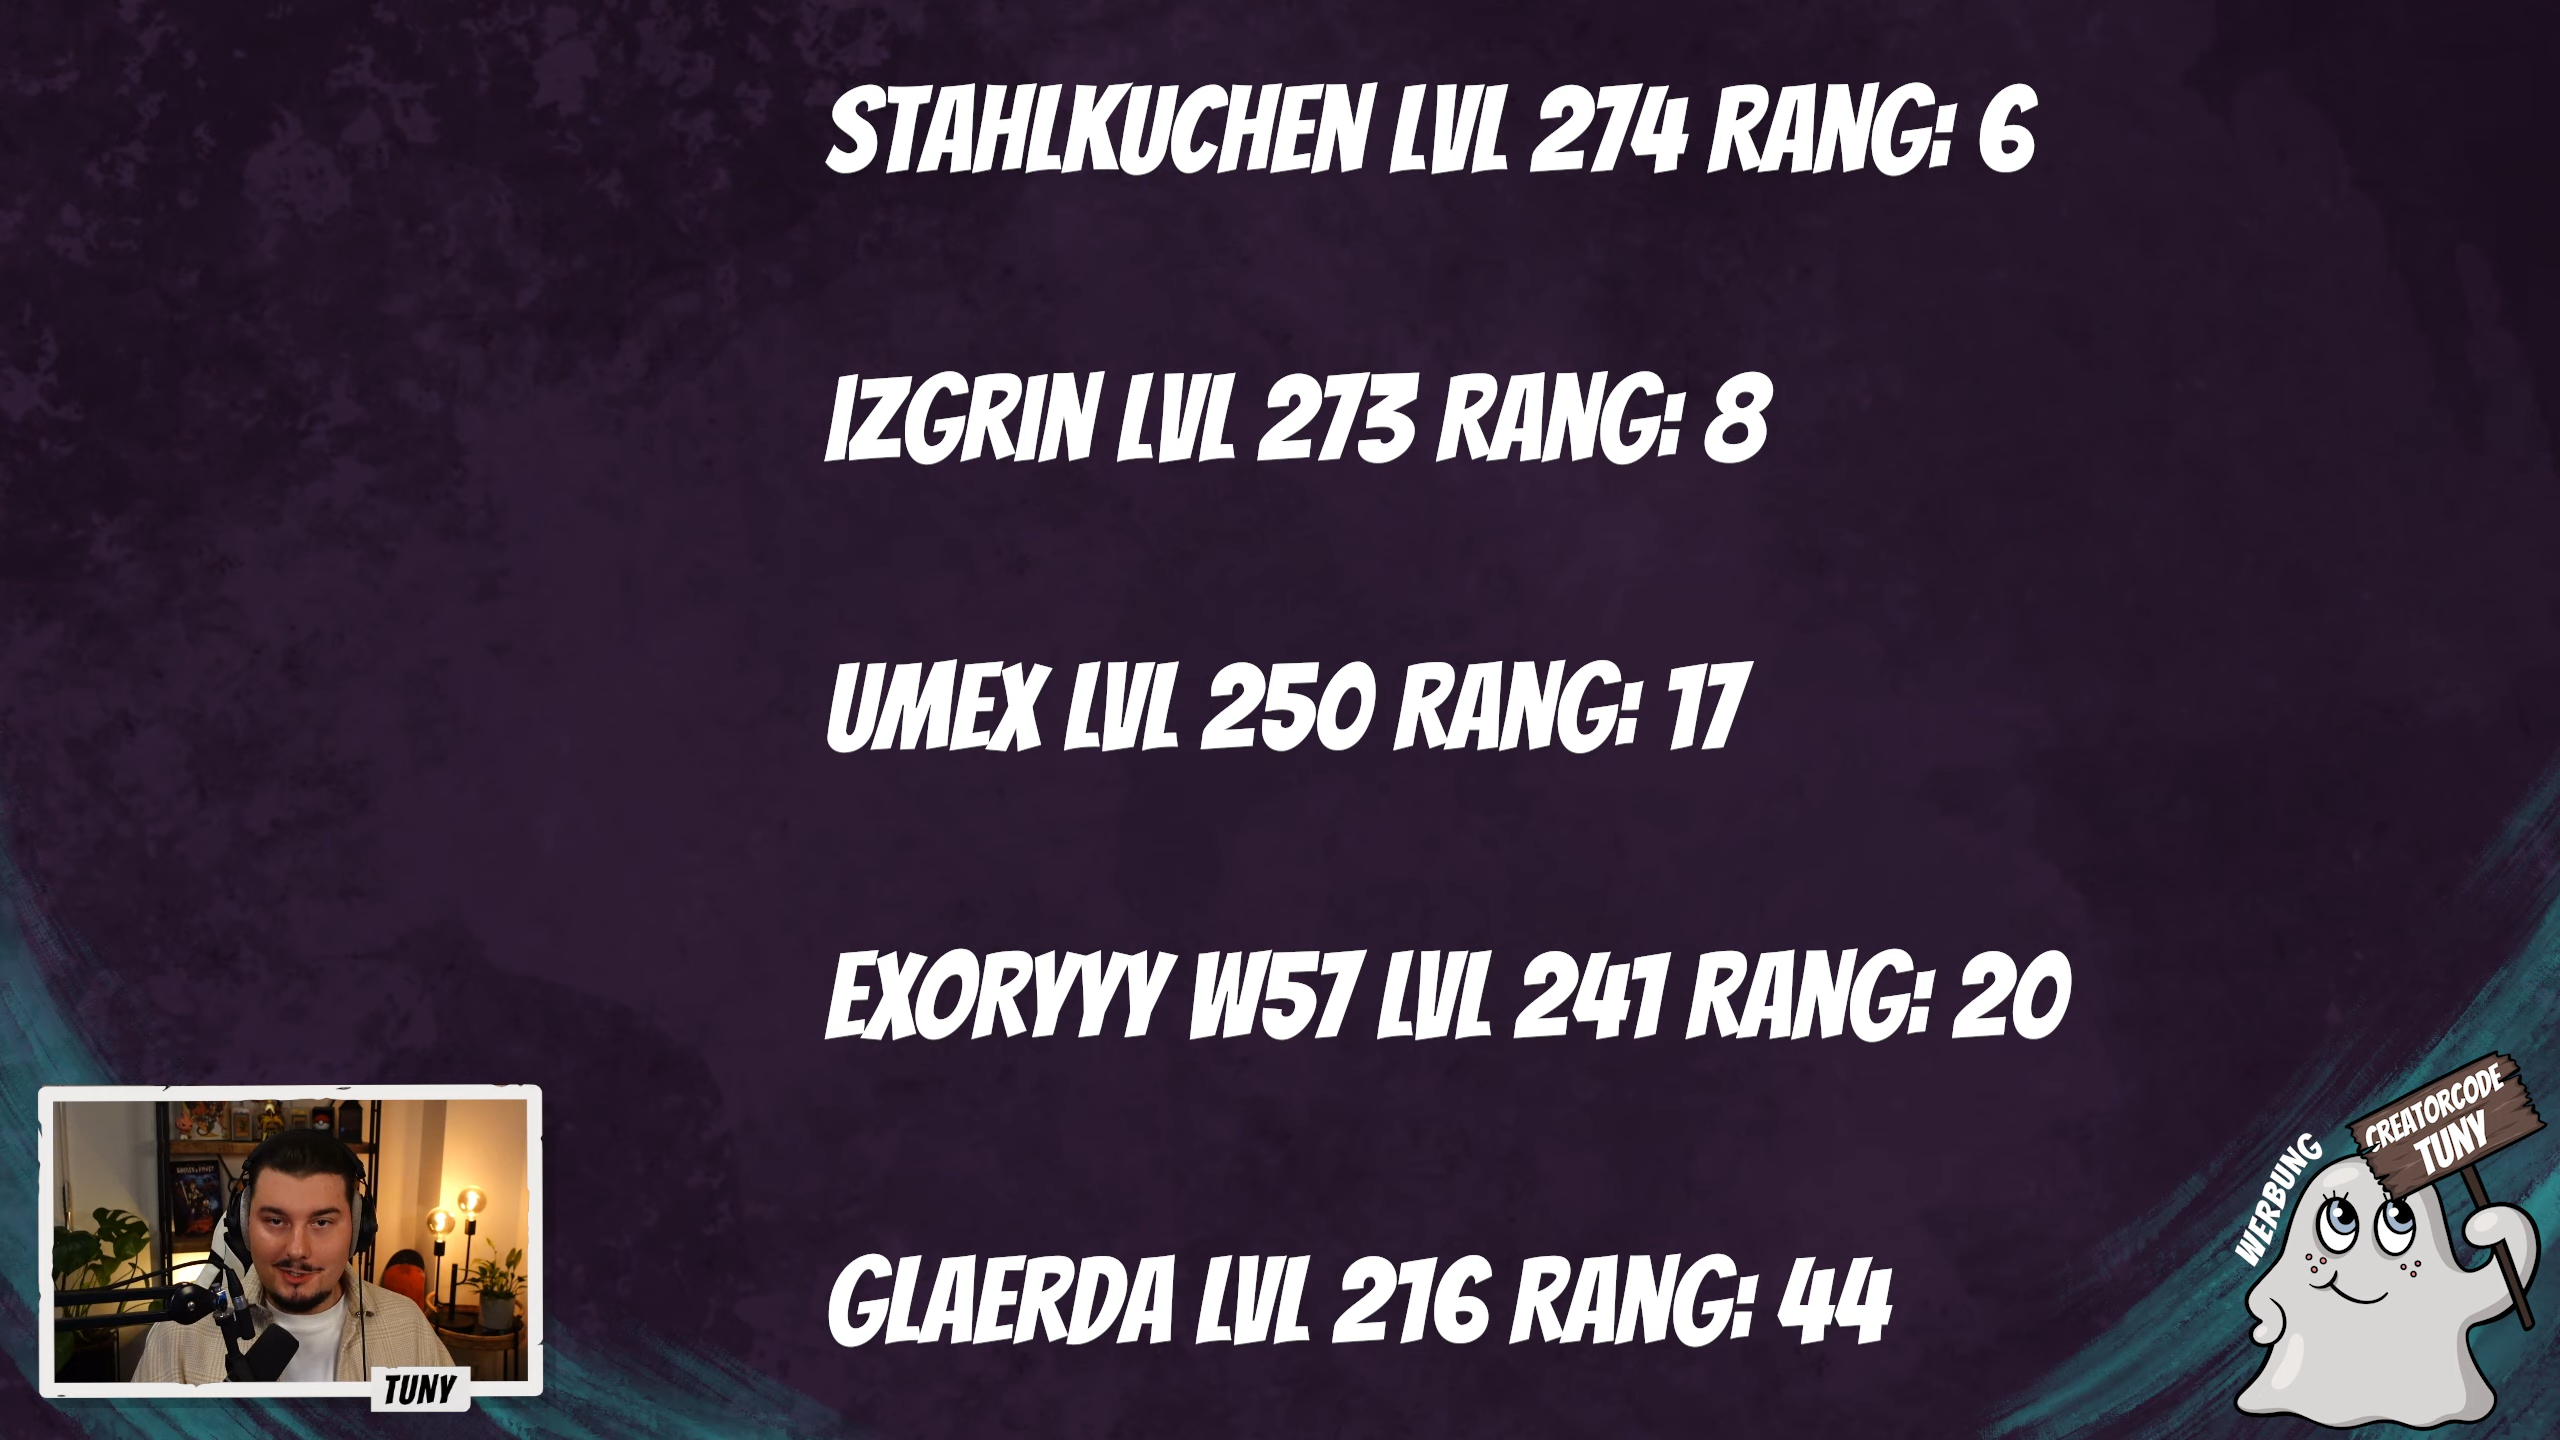 STAHLKUCHEN LVL 274 RANG: 6
IZGRIN LVL 273 RANG: 8
UMEX LVL 250 RANG: 17
EXORYYY W57 LVL 241 RANG: 20
GLAERDA LVL 216 RANG: 44
TUNY
WERBUNG
CREATORCODE
TUNY